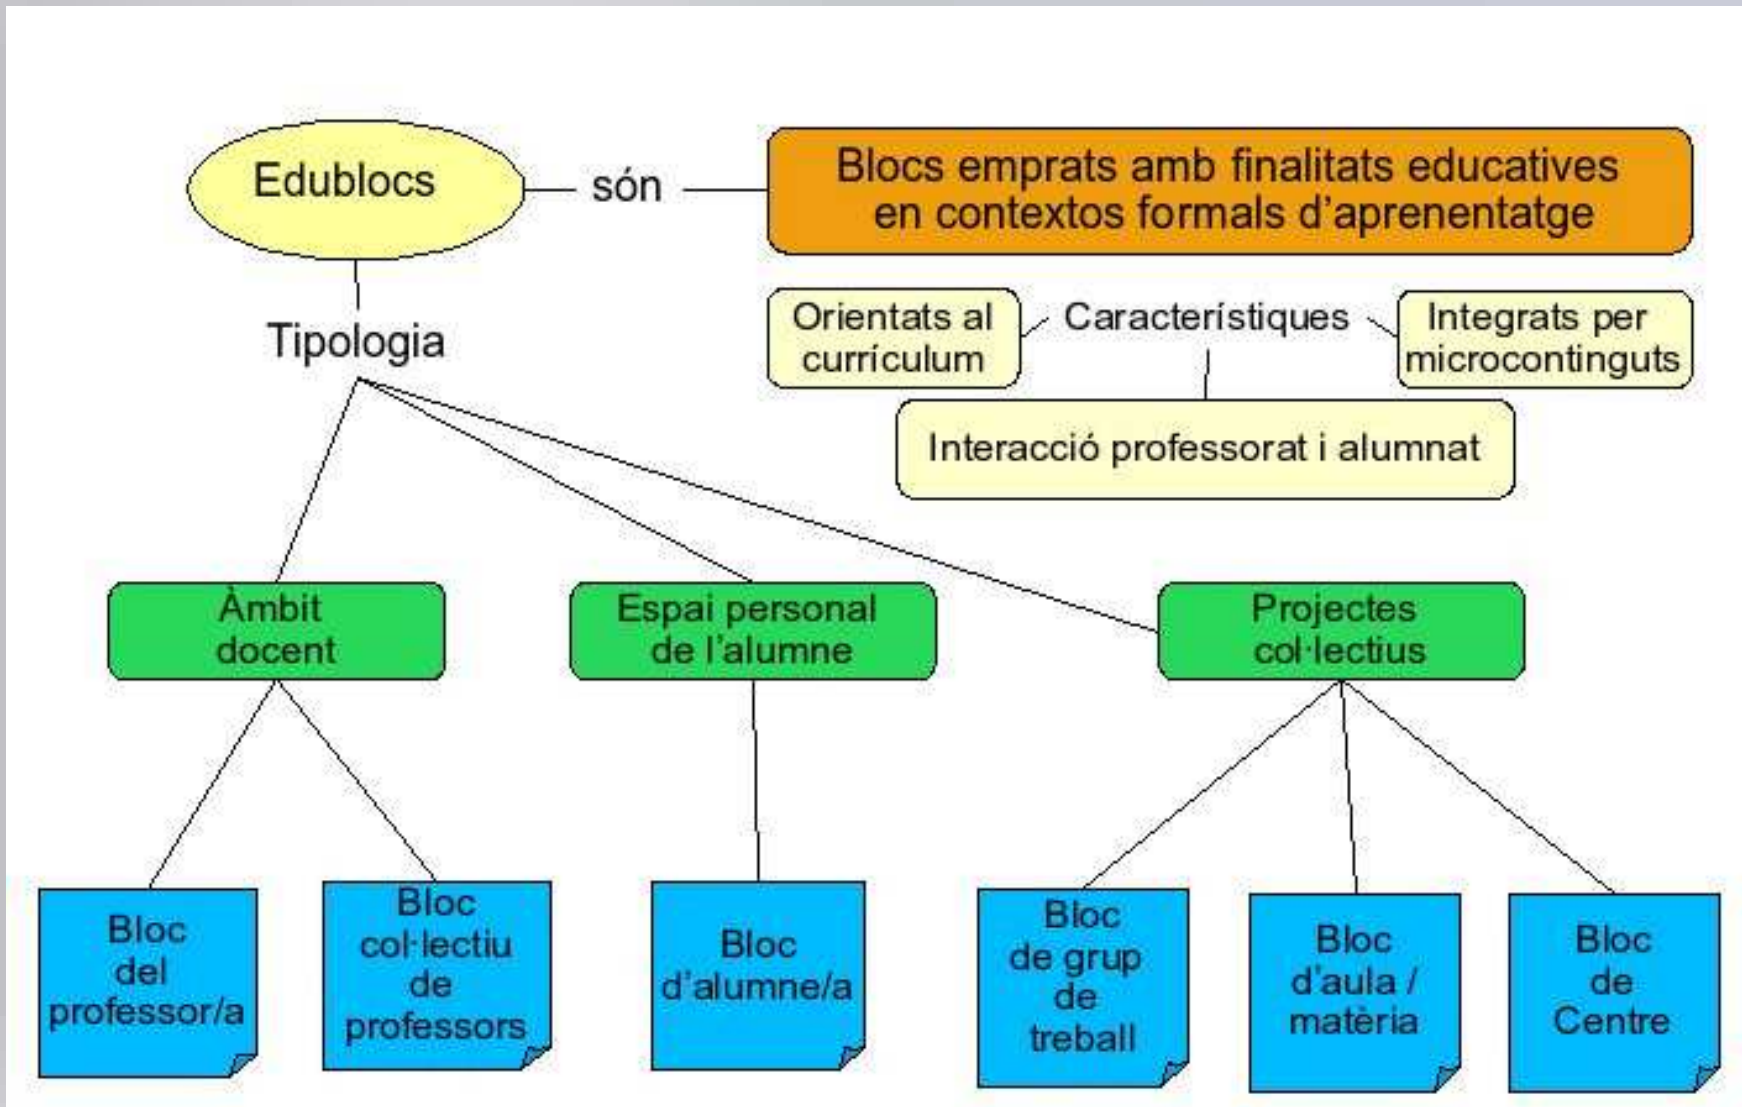 Edublocs
són
Blocs emprats amb finalitats educatives
en contextos formals d'aprenentatge
Tipologia
Orientats al
currículum
Característiques
Integrats per
microcontinguts
Interacció professorat i alumnat
Àmbit
docent
Espai personal
de l'alumne
Projectes
col·lectius
Bloc
del
professor/a
Bloc
col·lectiu
de
professors
Bloc
d'alumne/a
Bloc
de grup
de
treball
Bloc
d'aula /
matèria
Bloc
de
Centre